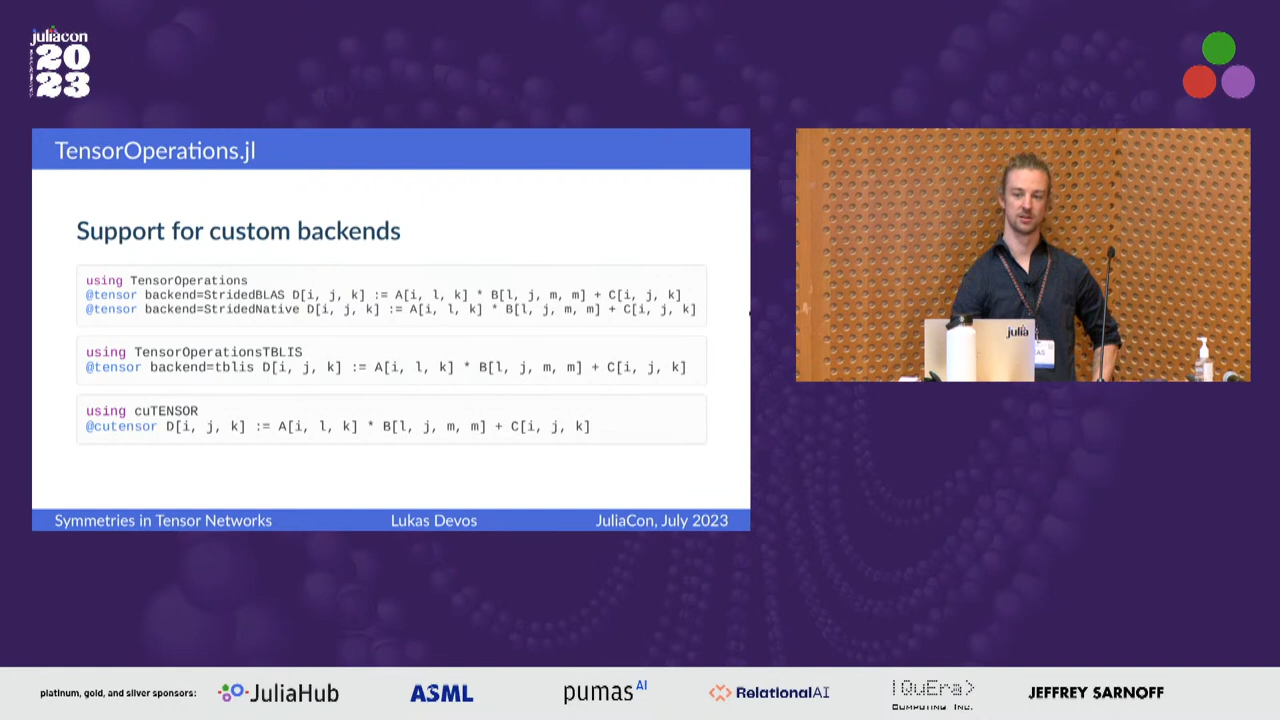 juliacon
20
23
TensorOperations.jl
Support for custom backends
using TensorOperations
@tensor backend=StridedBLAS D[i, j, k] := A[i, l, k] * B[l, j, m, m] + C[i, j, k]
@tensor backend=StridedNative D[i, j, k] := A[i, l, k] * B[l, j, m, m] + C[i, j, k]
using TensorOperationsTBLIS
@tensor backend=tblis D[i, j, k] := A[i, l, k] * B[l, j, m, m] + C[i, j, k]
using cuTENSOR
@cutensor D[i, j, k] := A[i, l, k] * B[l, j, m, m] + C[i, j, k]
Symmetries in Tensor Networks Lukas Devos JuliaCon, July 2023
julia
AS
platinum, gold, and silver sponsors: JuliaHub ASML pumas AI RelationalAI |QuEra> JEFFREY SARNOFF
COMPUTING INC.